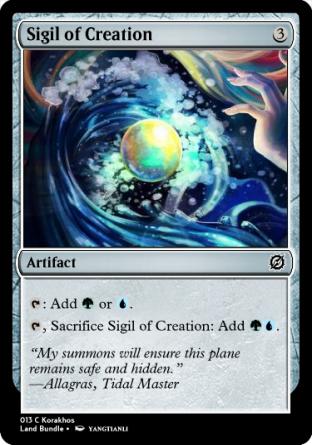 Sigil of Creation 3
Artifact
: Add or .
, Sacrifice Sigil of Creation: Add .
“My summons will ensure this plane
remains safe and hidden.”
—Allagras, Tidal Master
013 C Korakhos
Land Bundle • YANGTIANLI